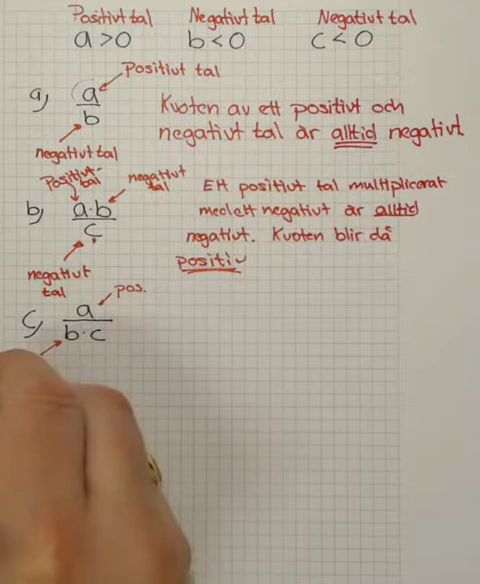 Positivt tal Negativt tal Negativt tal
a > 0 b < 0 c < 0
Positivt tal
a) a
b
negativt tal
Kvoten av ett positivt och
negativt tal är alltid negativt
Positivt
tal
negativt
tal
b) a·b
c
negativt
tal
Ett positivt tal multiplicerat
med ett negativt är alltid
negativt. Kvoten blir då
positiv
pos.
c) a
b·c